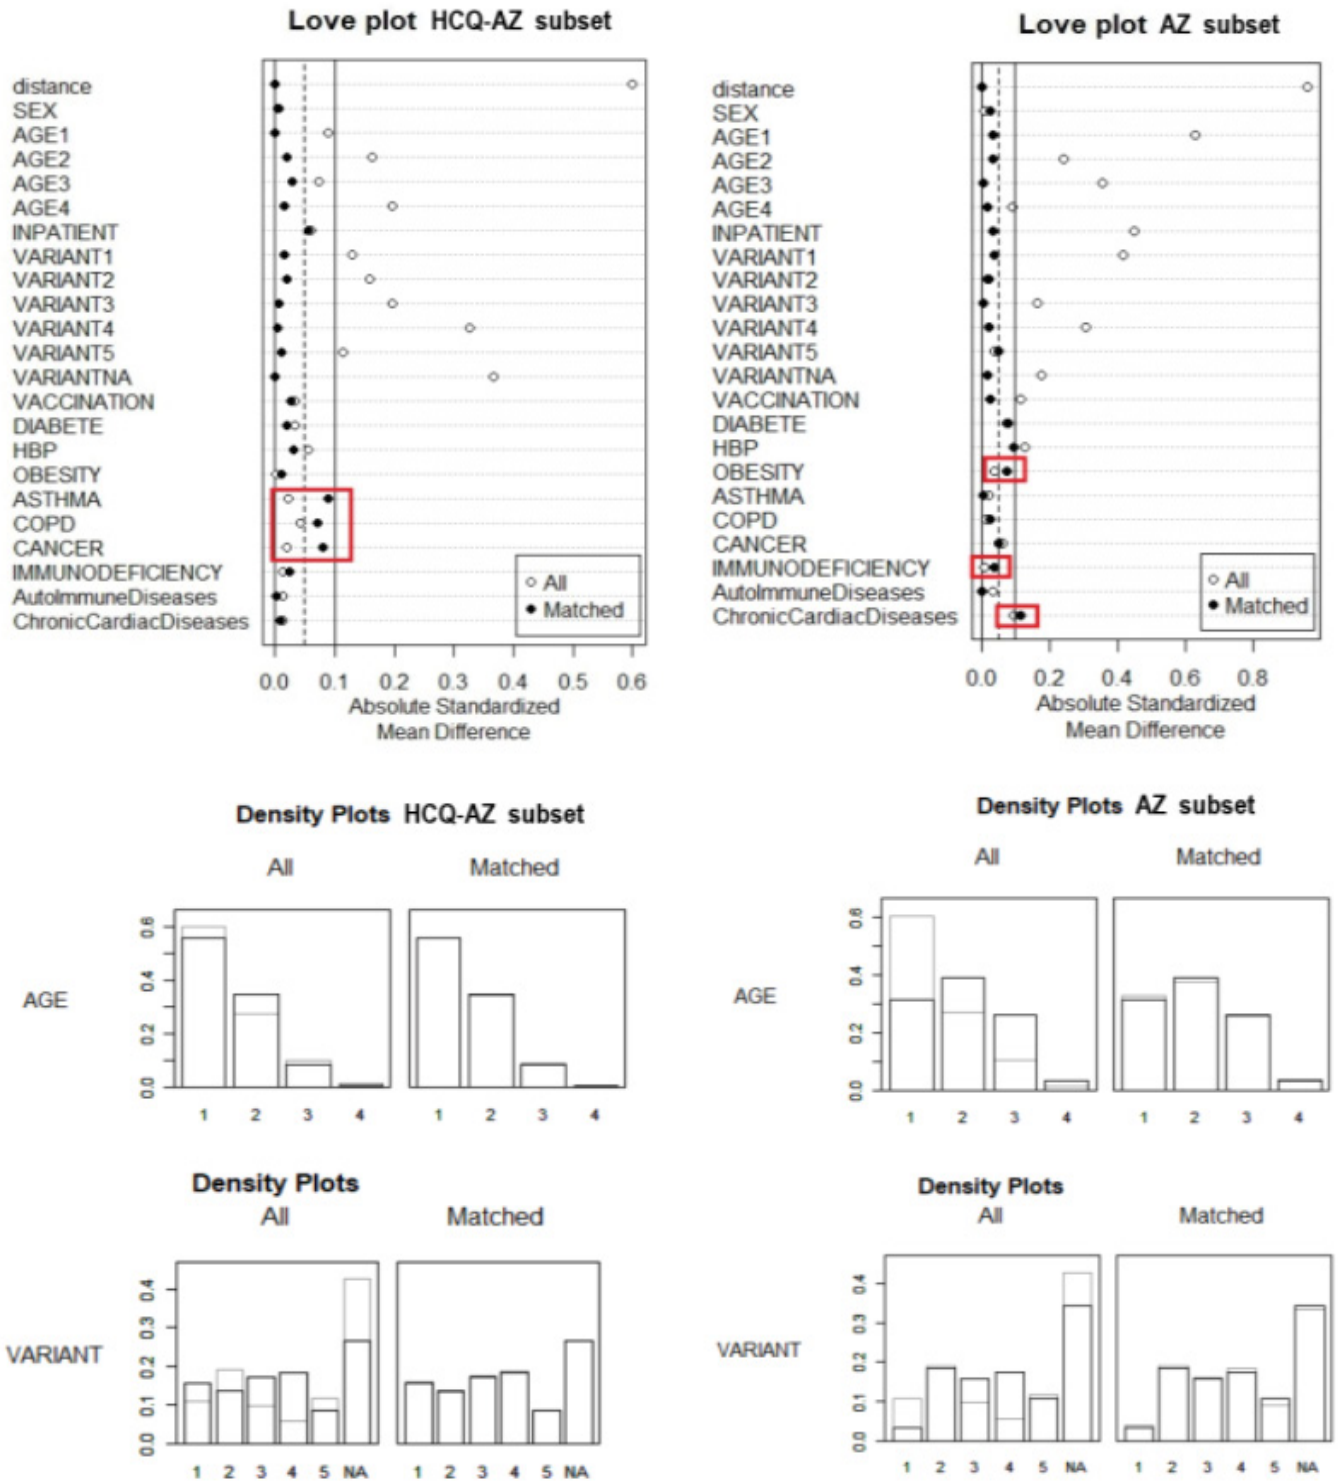 Love plot HCQ-AZ subset
distance
SEX
AGE1
AGE2
AGE3
AGE4
INPATIENT
VARIANT1
VARIANT2
VARIANT3
VARIANT4
VARIANT5
VARIANTNA
VACCINATION
DIABETE
HBP
OBESITY
ASTHMA
COPD
CANCER
IMMUNODEFICIENCY
AutoImmuneDiseases
ChronicCardiacDiseases
All
Matched
0.0 0.1 0.2 0.3 0.4 0.5 0.6
Absolute Standardized
Mean Difference
Love plot AZ subset
distance
SEX
AGE1
AGE2
AGE3
AGE4
INPATIENT
VARIANT1
VARIANT2
VARIANT3
VARIANT4
VARIANT5
VARIANTNA
VACCINATION
DIABETE
HBP
OBESITY
ASTHMA
COPD
CANCER
IMMUNODEFICIENCY
AutoImmuneDiseases
ChronicCardiacDiseases
All
Matched
0.0 0.2 0.4 0.6 0.8
Absolute Standardized
Mean Difference
Density Plots HCQ-AZ subset
All Matched
AGE
0.6
0.4
0.2
0.0
1 2 3 4 1 2 3 4
Density Plots AZ subset
All Matched
AGE
0.6
0.4
0.2
0.0
1 2 3 4 1 2 3 4
Density Plots
All Matched
VARIANT
0.4
0.3
0.2
0.1
0.0
1 2 3 4 5 NA 1 2 3 4 5 NA
Density Plots
All Matched
VARIANT
0.4
0.3
0.2
0.1
0.0
1 2 3 4 5 NA 1 2 3 4 5 NA